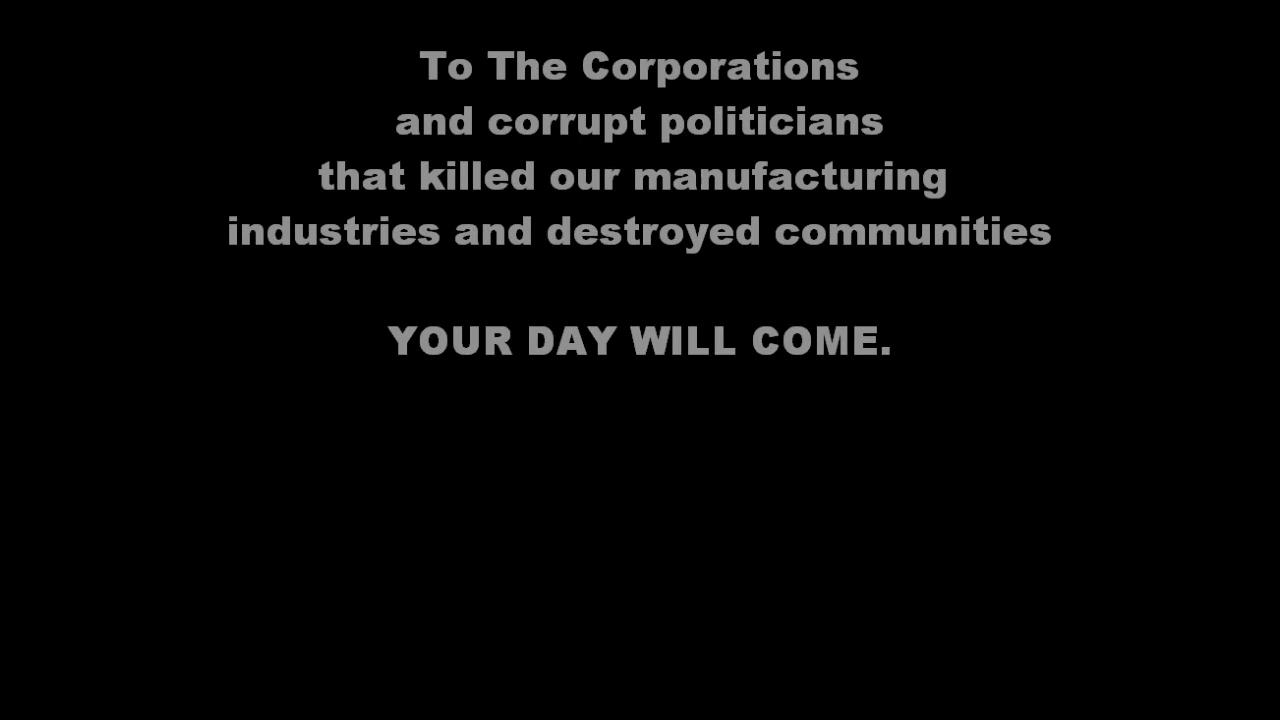 To The Corporations
and corrupt politicians
that killed our manufacturing
industries and destroyed communities
YOUR DAY WILL COME.